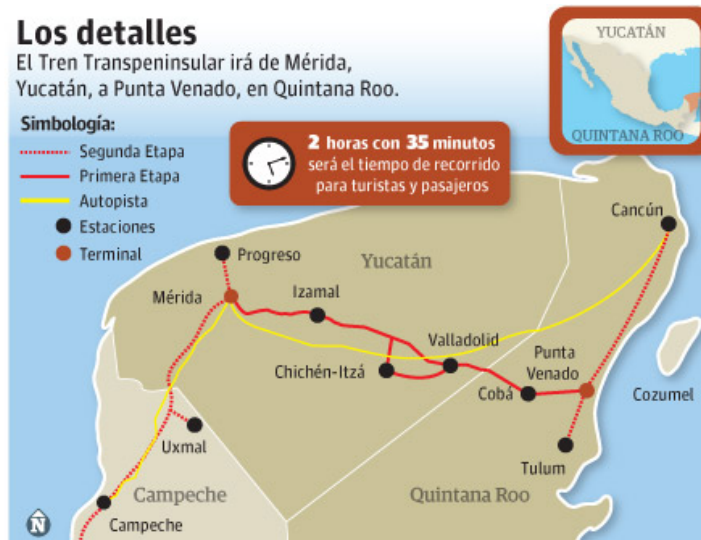 Los detalles
El Tren Transpeninsular irá de Mérida,
Yucatán, a Punta Venado, en Quintana Roo.
Simbología:
Segunda Etapa
Primera Etapa
Autopista
Estaciones
Terminal
2 horas con 35 minutos
será el tiempo de recorrido
para turistas y pasajeros
YUCATÁN
QUINTANA ROO
Cancún
Progreso
Yucatán
Mérida
Izamal
Valladolid
Punta
Venado
Chichén-Itzá
Cobá
Cozumel
Uxmal
Tulum
Campeche
Quintana Roo
Campeche
N